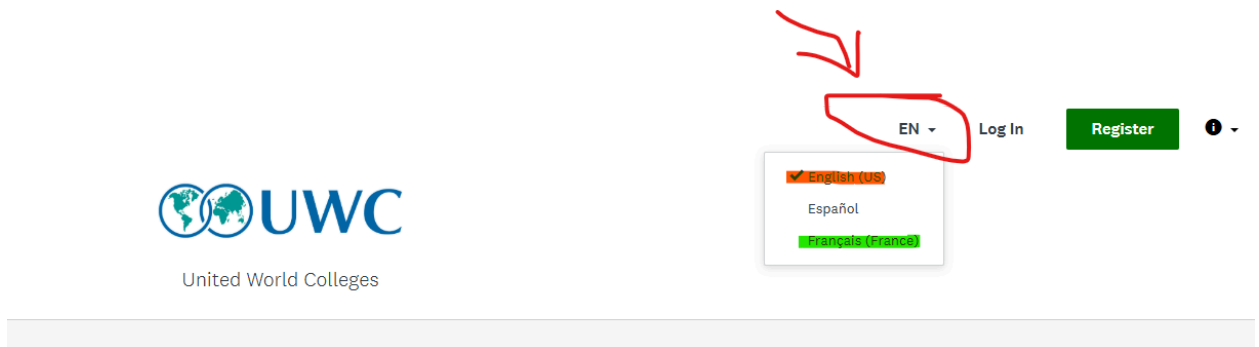 EN Log In Register
English (US)
Español
Français (France)
UWC
United World Colleges